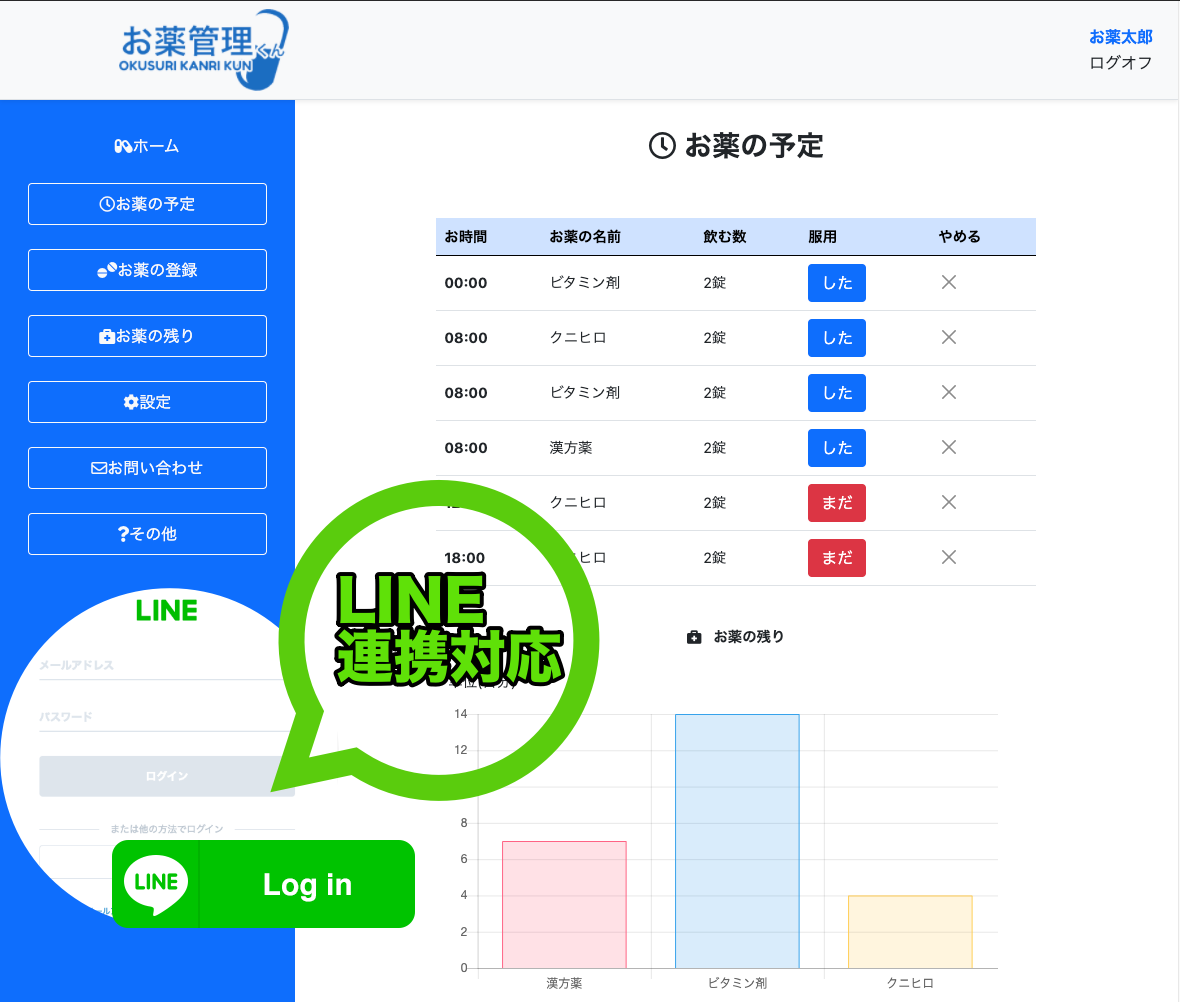 お薬管理くん
OKUSURI KANRI KUN
お薬太郎
ログオフ
ホーム
お薬の予定
お薬の登録
お薬の残り
設定
お問い合わせ
その他
お薬の予定
お時間 お薬の名前 飲む数 服用 やめる
00:00 ビタミン剤 2錠 した
08:00 クニヒロ 2錠 した
08:00 ビタミン剤 2錠 した
08:00 漢方薬 2錠 した
クニヒロ 2錠 まだ
18:00 ニヒロ 2錠 まだ
LINE
連携対応
LINE
メールアドレス
パスワード
ログイン
または他の方法でログイン
LINE Log in
お薬の残り
14
12
8
6
4
2
0
漢方薬 ビタミン剤 クニヒロ